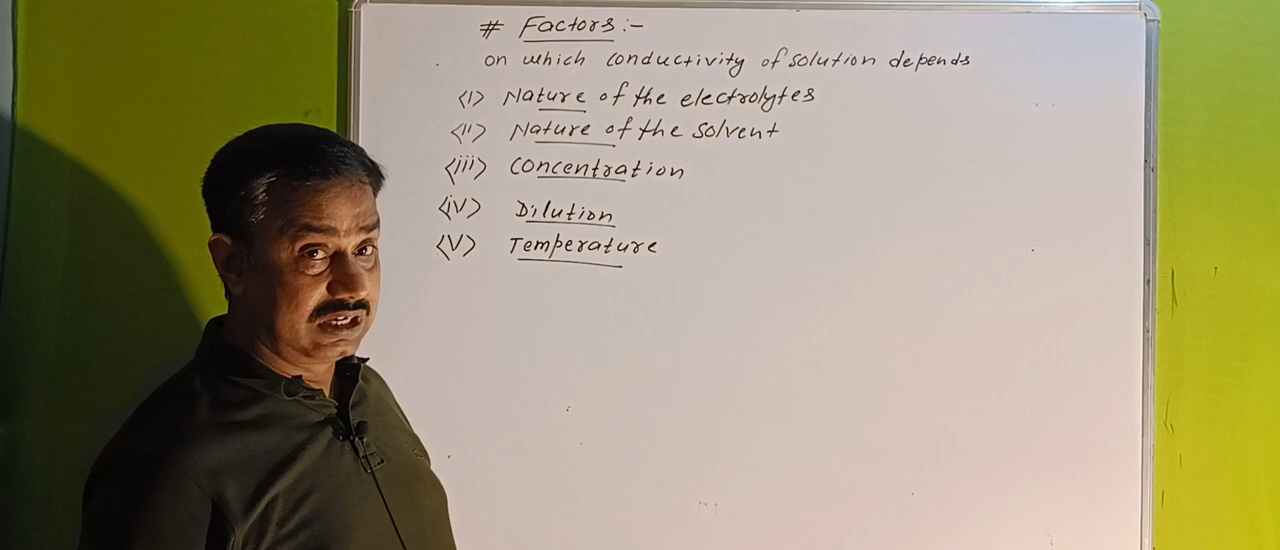 # Factors :-
on which conductivity of solution depends
<i> Nature of the electrolytes
<ii> Nature of the solvent
<iii> Concentration
<iv> Dilution
<v> Temperature